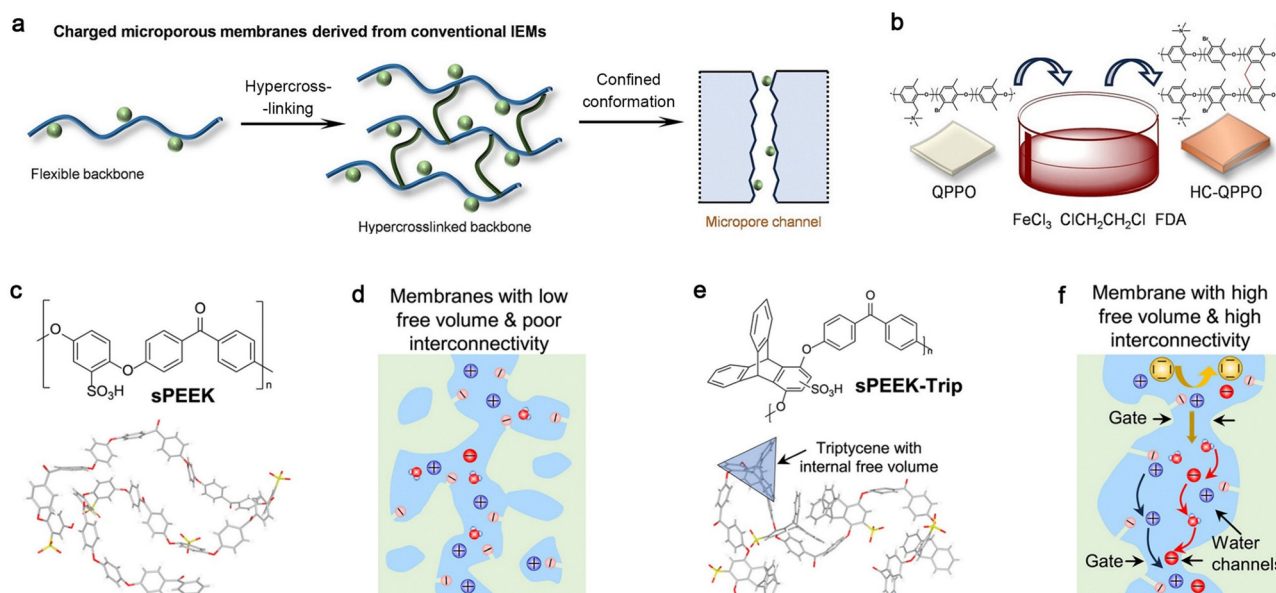 a
Charged microporous membranes derived from conventional IEMs
Flexible backbone
Hypercross-
-linking
Hypercrosslinked backbone
Confined
conformation
Micropore channel
b
QPPO
HC-QPPO
FeCl₃ ClCH₂CH₂Cl FDA
c
O
O
O
SO₃H
n
sPEEK
d
Membranes with low
free volume & poor
interconnectivity
e
O
O
n
SO₃H
O
sPEEK-Trip
Triptycene with
internal free volume
f
Membrane with high
free volume & high
interconnectivity
Gate
Gate
Water
channels